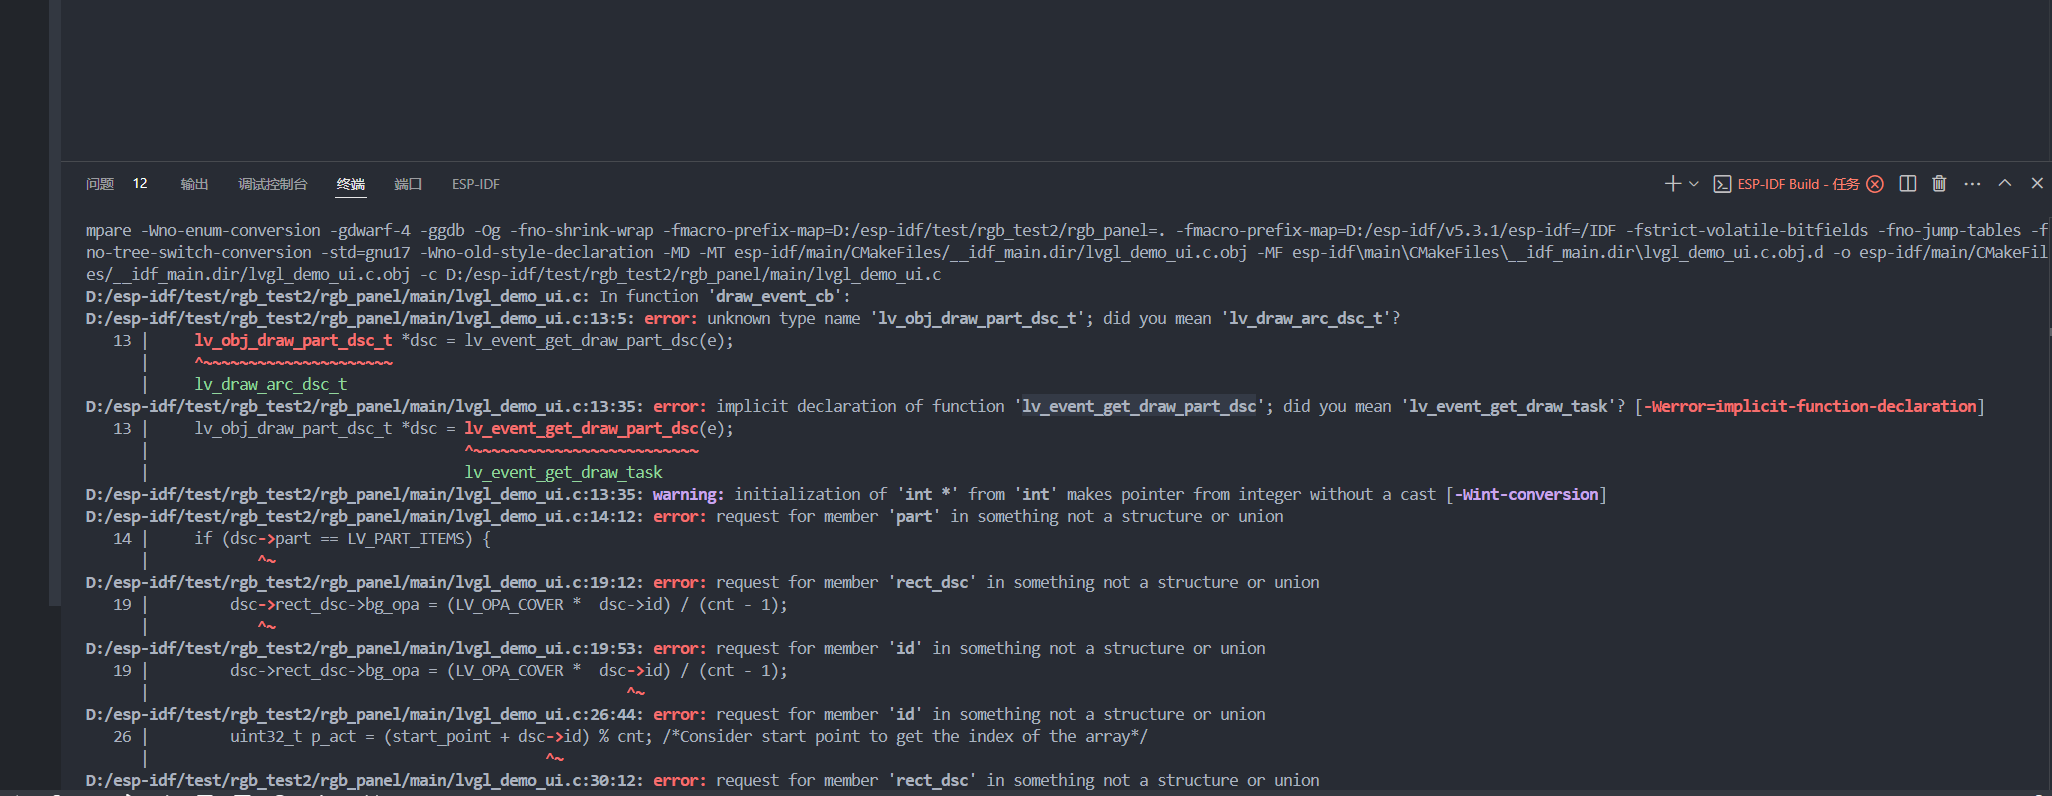 问题 12 输出 调试控制台 终端 端口 ESP-IDF ESP-IDF Build - 任务
mpare -Wno-enum-conversion -gdwarf-4 -ggdb -Og -fno-shrink-wrap -fmacro-prefix-map=D:/esp-idf/test/rgb_test2/rgb_panel=. -fmacro-prefix-map=D:/esp-idf/v5.3.1/esp-idf=/IDF -fstrict-volatile-bitfields -fno-jump-tables -f
no-tree-switch-conversion -std=gnu17 -Wno-old-style-declaration -MD -MT esp-idf/main/CMakeFiles/__idf_main.dir/lvgl_demo_ui.c.obj -MF esp-idf\main\CMakeFiles\__idf_main.dir\lvgl_demo_ui.c.obj.d -o esp-idf/main/CMakeFil
es/__idf_main.dir/lvgl_demo_ui.c.obj -c D:/esp-idf/test/rgb_test2/rgb_panel/main/lvgl_demo_ui.c
D:/esp-idf/test/rgb_test2/rgb_panel/main/lvgl_demo_ui.c: In function 'draw_event_cb':
D:/esp-idf/test/rgb_test2/rgb_panel/main/lvgl_demo_ui.c:13:5: error: unknown type name 'lv_obj_draw_part_dsc_t'; did you mean 'lv_draw_arc_dsc_t'?
13 |     lv_obj_draw_part_dsc_t *dsc = lv_event_get_draw_part_dsc(e);
|     ^~~~~~~~~~~~~~~~~~~~~~
|     lv_draw_arc_dsc_t
D:/esp-idf/test/rgb_test2/rgb_panel/main/lvgl_demo_ui.c:13:35: error: implicit declaration of function 'lv_event_get_draw_part_dsc'; did you mean 'lv_event_get_draw_task'? [-Werror=implicit-function-declaration]
13 |     lv_obj_draw_part_dsc_t *dsc = lv_event_get_draw_part_dsc(e);
|                                   ^~~~~~~~~~~~~~~~~~~~~~~~~~
|                                   lv_event_get_draw_task
D:/esp-idf/test/rgb_test2/rgb_panel/main/lvgl_demo_ui.c:13:35: warning: initialization of 'int *' from 'int' makes pointer from integer without a cast [-Wint-conversion]
D:/esp-idf/test/rgb_test2/rgb_panel/main/lvgl_demo_ui.c:14:12: error: request for member 'part' in something not a structure or union
14 |     if (dsc->part == LV_PART_ITEMS) {
|            ^~
D:/esp-idf/test/rgb_test2/rgb_panel/main/lvgl_demo_ui.c:19:12: error: request for member 'rect_dsc' in something not a structure or union
19 |         dsc->rect_dsc->bg_opa = (LV_OPA_COVER *  dsc->id) / (cnt - 1);
|            ^~
D:/esp-idf/test/rgb_test2/rgb_panel/main/lvgl_demo_ui.c:19:53: error: request for member 'id' in something not a structure or union
19 |         dsc->rect_dsc->bg_opa = (LV_OPA_COVER *  dsc->id) / (cnt - 1);
|                                                     ^~
D:/esp-idf/test/rgb_test2/rgb_panel/main/lvgl_demo_ui.c:26:44: error: request for member 'id' in something not a structure or union
26 |         uint32_t p_act = (start_point + dsc->id) % cnt; /*Consider start point to get the index of the array*/
|                                            ^~
D:/esp-idf/test/rgb_test2/rgb_panel/main/lvgl_demo_ui.c:30:12: error: request for member 'rect_dsc' in something not a structure or union